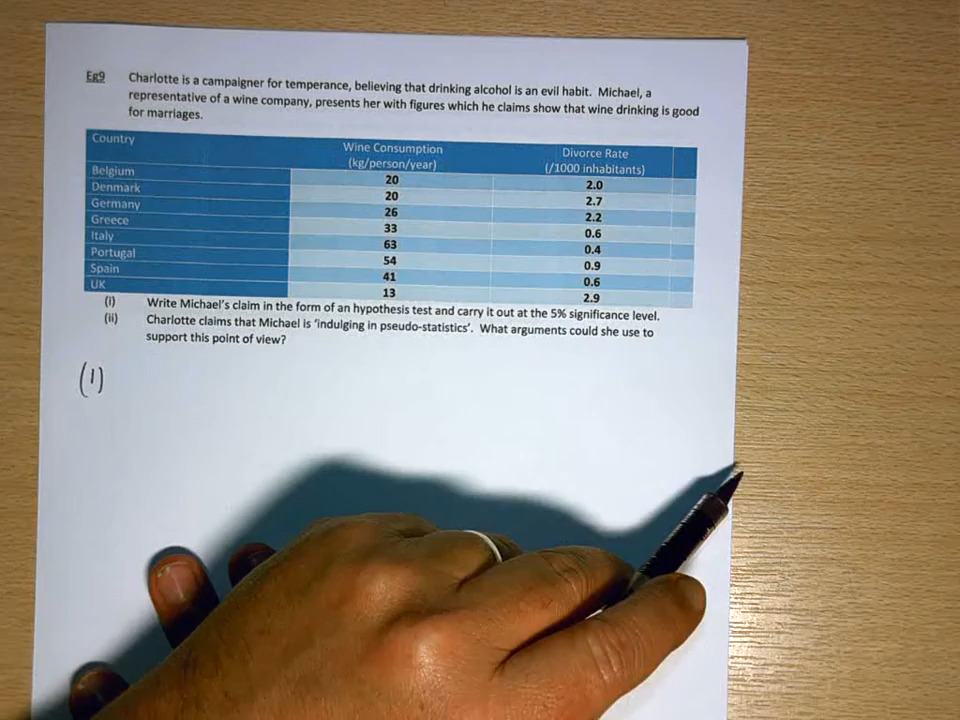 Eg9 Charlotte is a campaigner for temperance, believing that drinking alcohol is an evil habit. Michael, a
representative of a wine company, presents her with figures which he claims show that wine drinking is good
for marriages.
Country Wine Consumption (kg/person/year) Divorce Rate (/1000 inhabitants)
Belgium 20 2.0
Denmark 20 2.7
Germany 26 2.2
Greece 33 0.6
Italy 63 0.4
Portugal 54 0.9
Spain 41 0.6
UK 13 2.9
(i) Write Michael's claim in the form of an hypothesis test and carry it out at the 5% significance level.
(ii) Charlotte claims that Michael is 'indulging in pseudo-statistics'. What arguments could she use to
support this point of view?
(1)